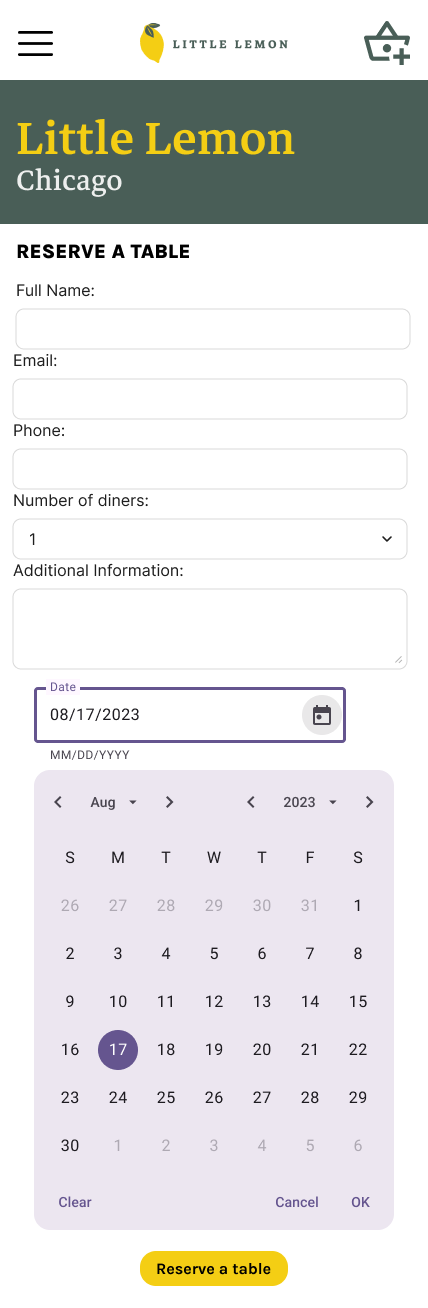 LITTLE LEMON
Little Lemon
Chicago
RESERVE A TABLE
Full Name:
Email:
Phone:
Number of diners:
1
Additional Information:
Date
08/17/2023
MM/DD/YYYY
Aug 2023
S M T W T F S
26 27 28 29 30 31 1
2 3 4 5 6 7 8
9 10 11 12 13 14 15
16 17 18 19 20 21 22
23 24 25 26 27 28 29
30 1 2 3 4 5 6
Clear Cancel OK
Reserve a table